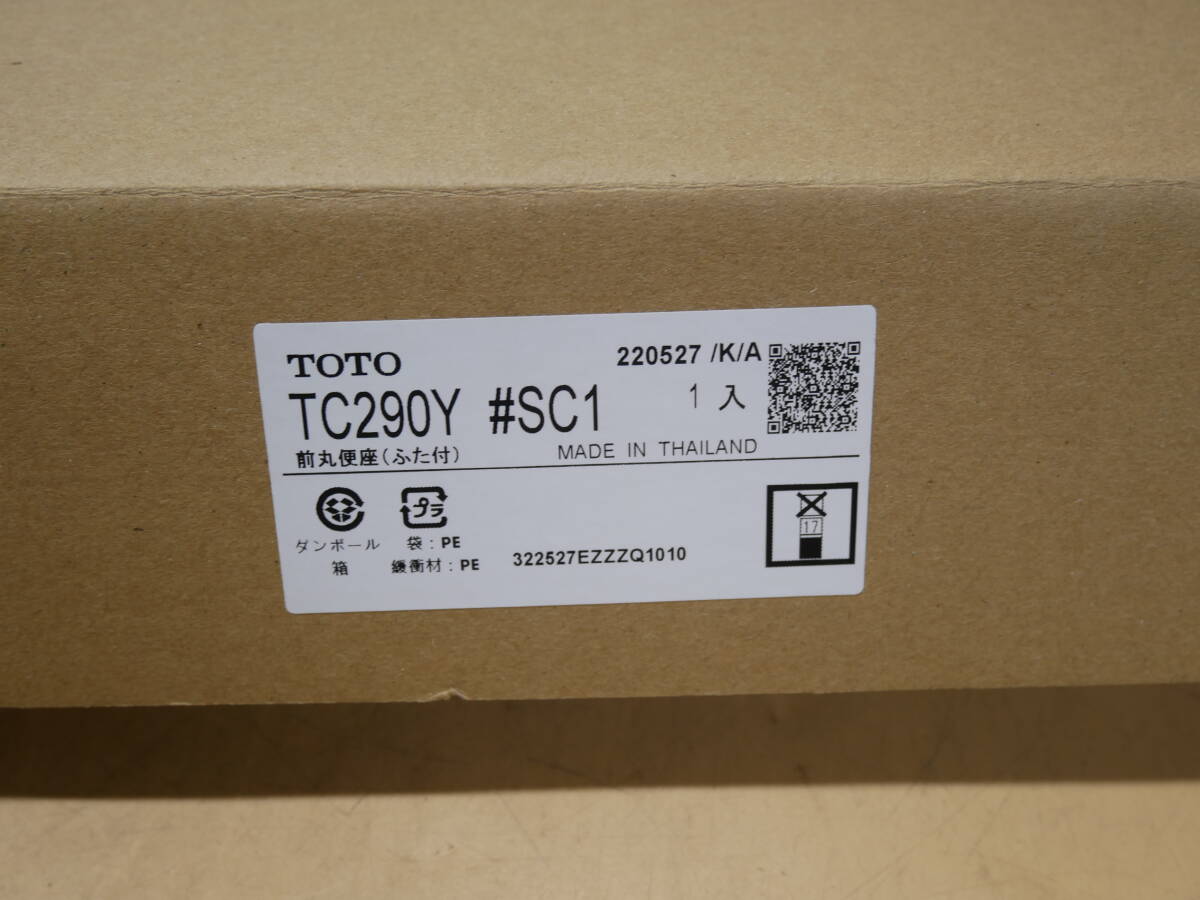 TOTO
220527 /K/A
TC290Y #SC1
1 入
前丸便座(ふた付)
MADE IN THAILAND
プラ
17
ダンボール
箱
袋：PE
緩衝材：PE
322527EZZZQ1010